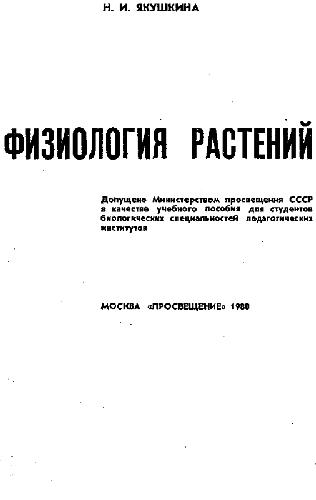 Н. И. ЯКУШКИНА
ФИЗИОЛОГИЯ РАСТЕНИЙ
Допущено Министерством просвещения СССР
в качестве учебного пособия для студентов
биологических специальностей педагогических
институтов
МОСКВА «ПРОСВЕЩЕНИЕ» 1980